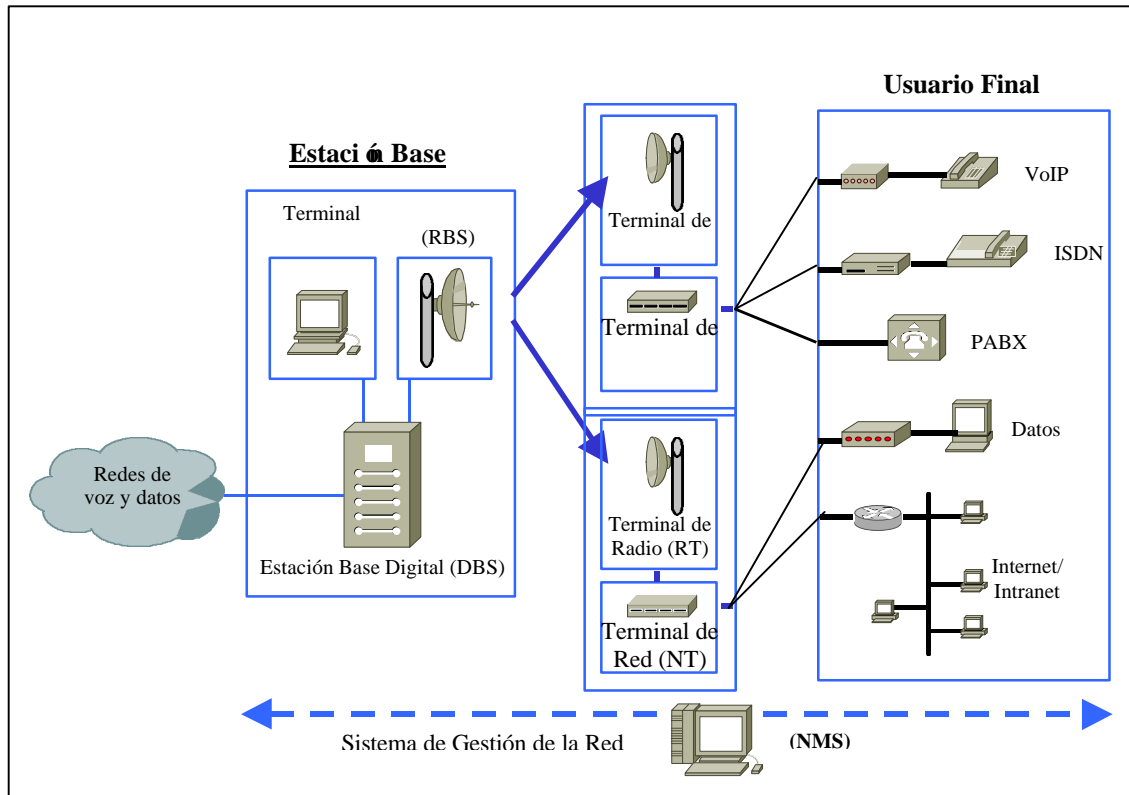 Usuario Final
Estación Base
Terminal
(RBS)
Redes de
voz y datos
Estación Base Digital (DBS)
Terminal de
Terminal de
Terminal de
Radio (RT)
Terminal de
Red (NT)
VoIP
ISDN
PABX
Datos
Internet/
Intranet
Sistema de Gestión de la Red
(NMS)